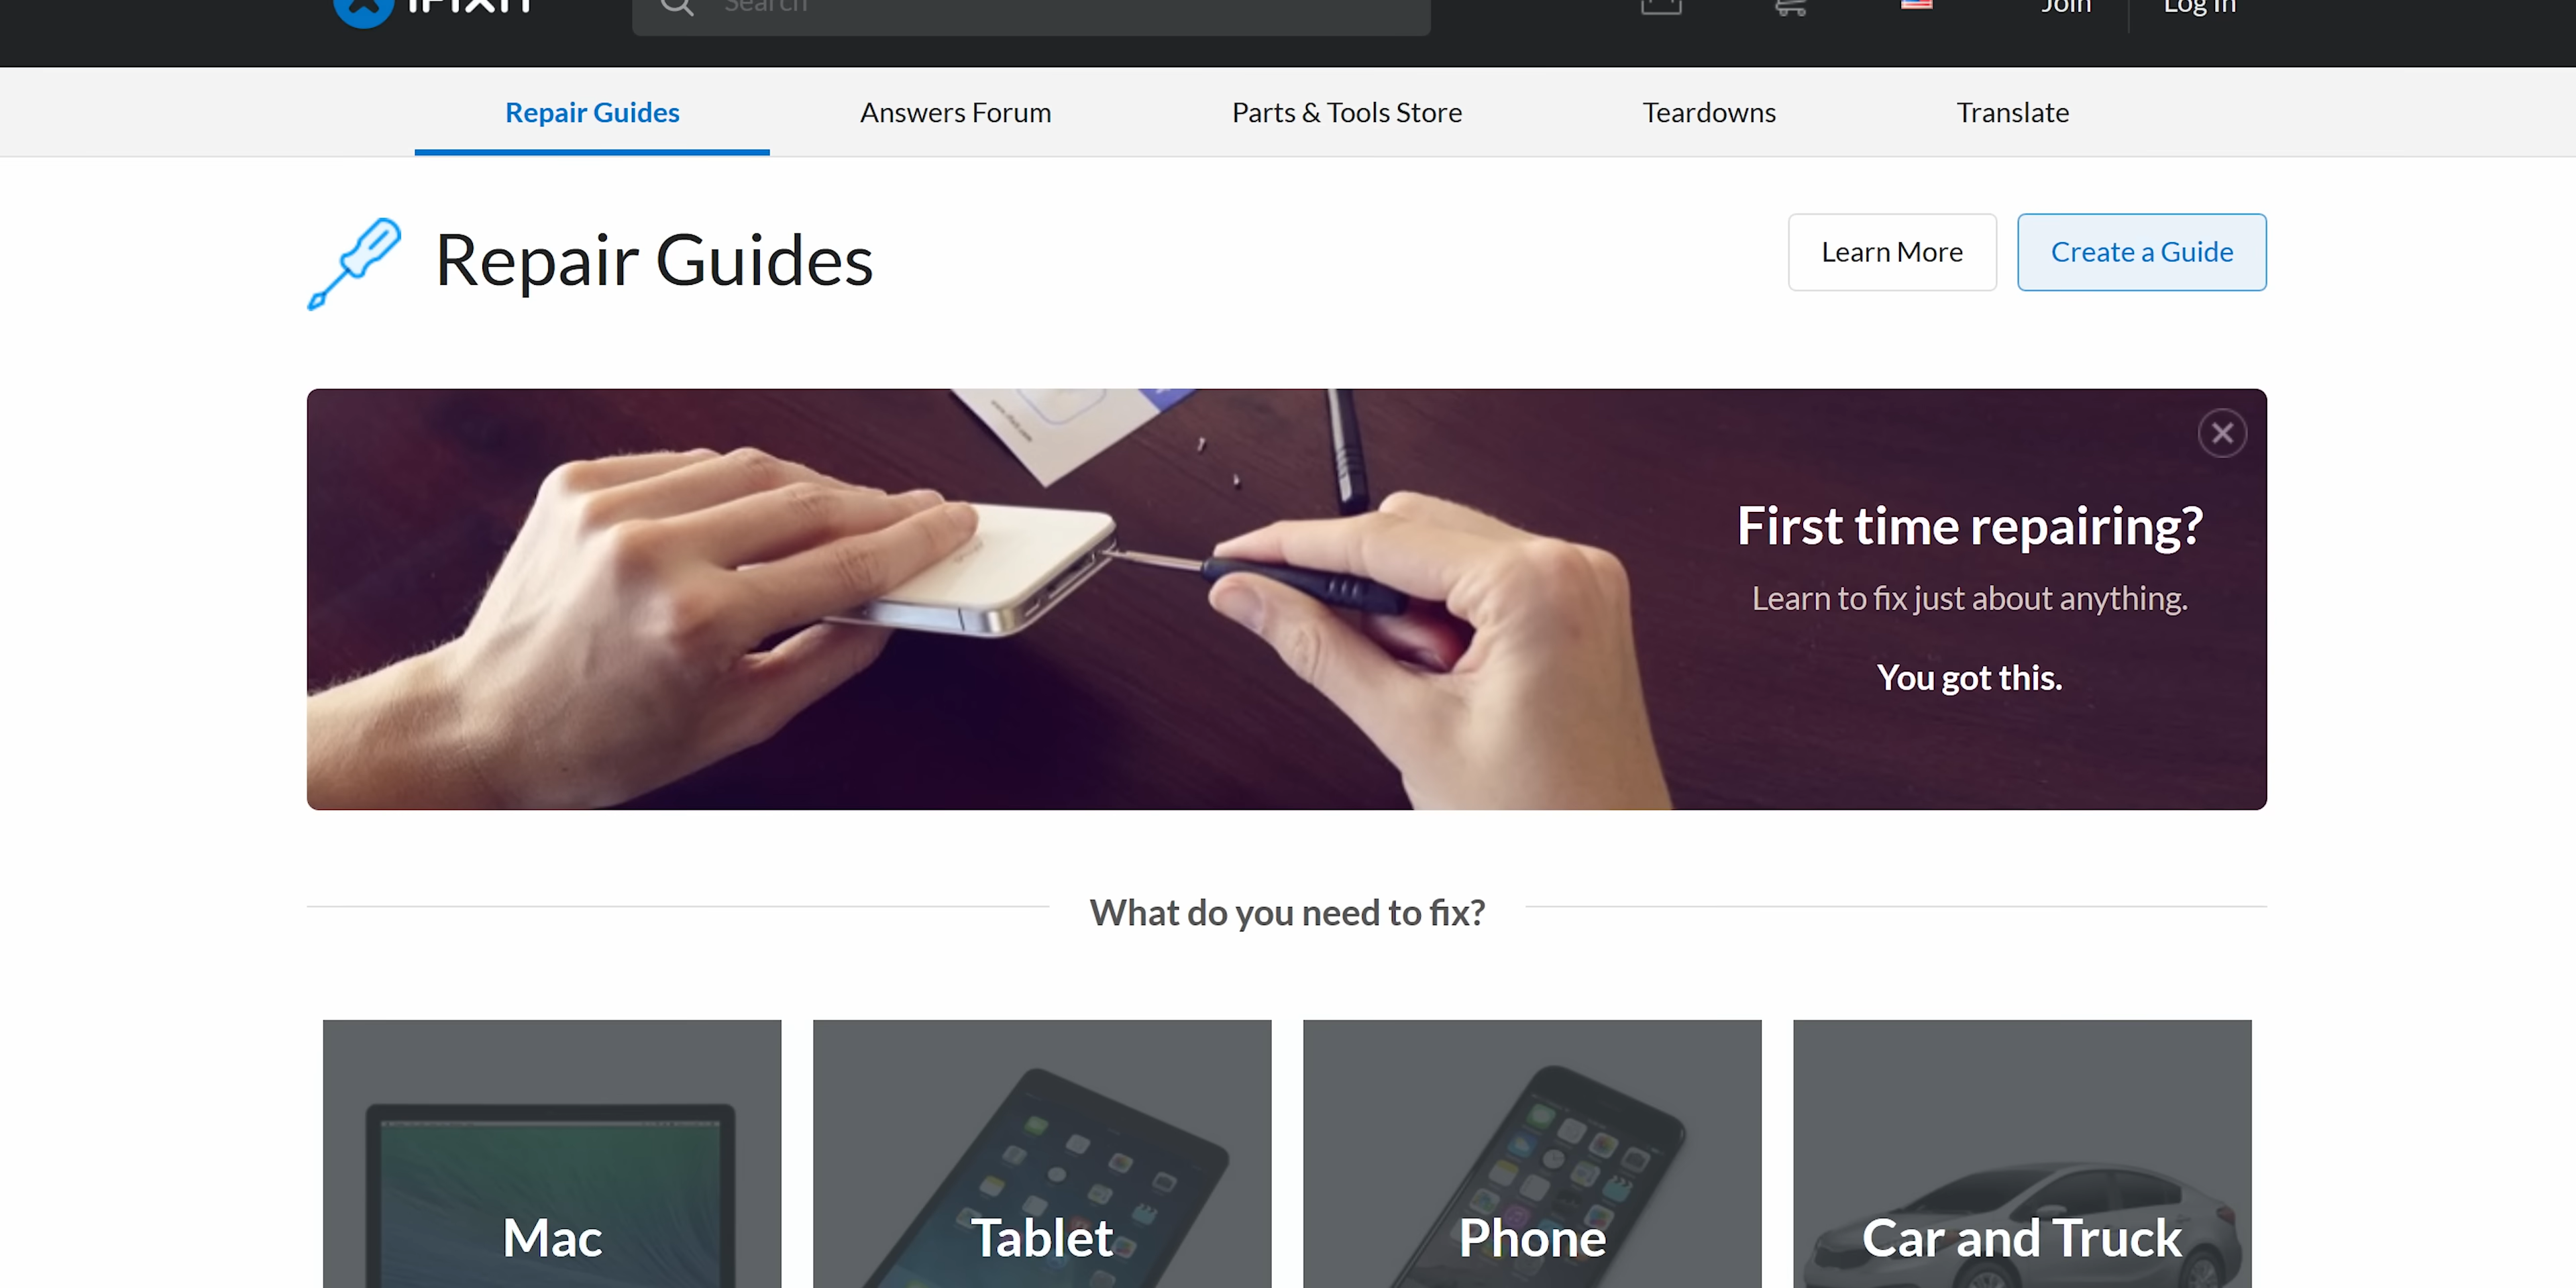 iFIXIT
Search
Join
Log In
Repair Guides
Answers Forum
Parts & Tools Store
Teardowns
Translate
Repair Guides
Learn More
Create a Guide
First time repairing?
Learn to fix just about anything.
You got this.
What do you need to fix?
Mac
Tablet
Phone
Car and Truck